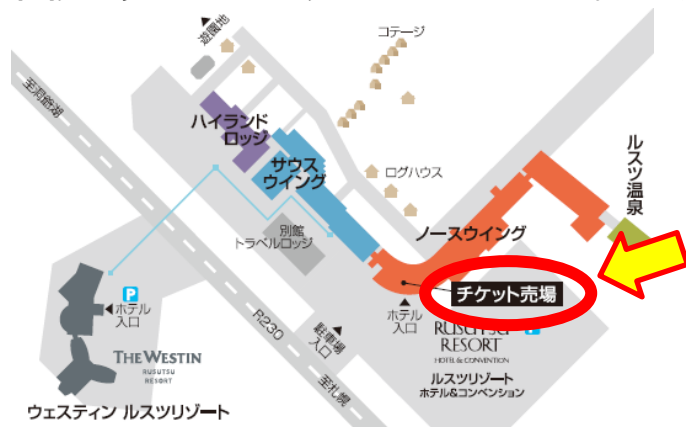 ▲
遊園地
コテージ
至洞爺湖
ハイランド
ロッジ
サウス
ウイング
ログハウス
ルスツ温泉
別館
トラベルロッジ
ノースウイング
チケット売場
P
◀ホテル
入口
▲
ホテル
入口
RUSUTSU
RESORT
HOTEL & CONVENTION
ルスツリゾート
ホテル&コンベンション
R230
▲
駐車場
入口
至札幌
THE WESTIN
RUSUTSU
RESORT
ウェスティン ルスツリゾート